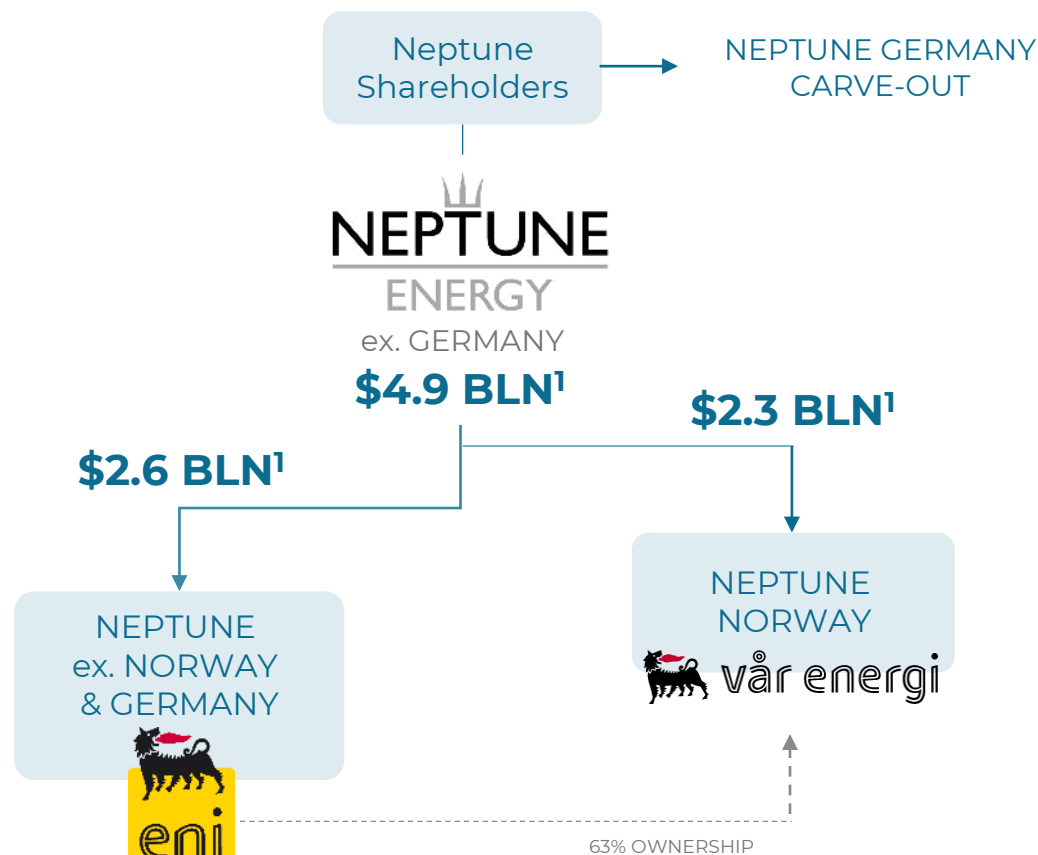 Neptune
Shareholders
NEPTUNE GERMANY
CARVE-OUT
NEPTUNE
ENERGY
ex. GERMANY
$4.9 BLN¹
$2.3 BLN¹
$2.6 BLN¹
NEPTUNE
NORWAY
vår energi
NEPTUNE
ex. NORWAY
& GERMANY
eni
63% OWNERSHIP